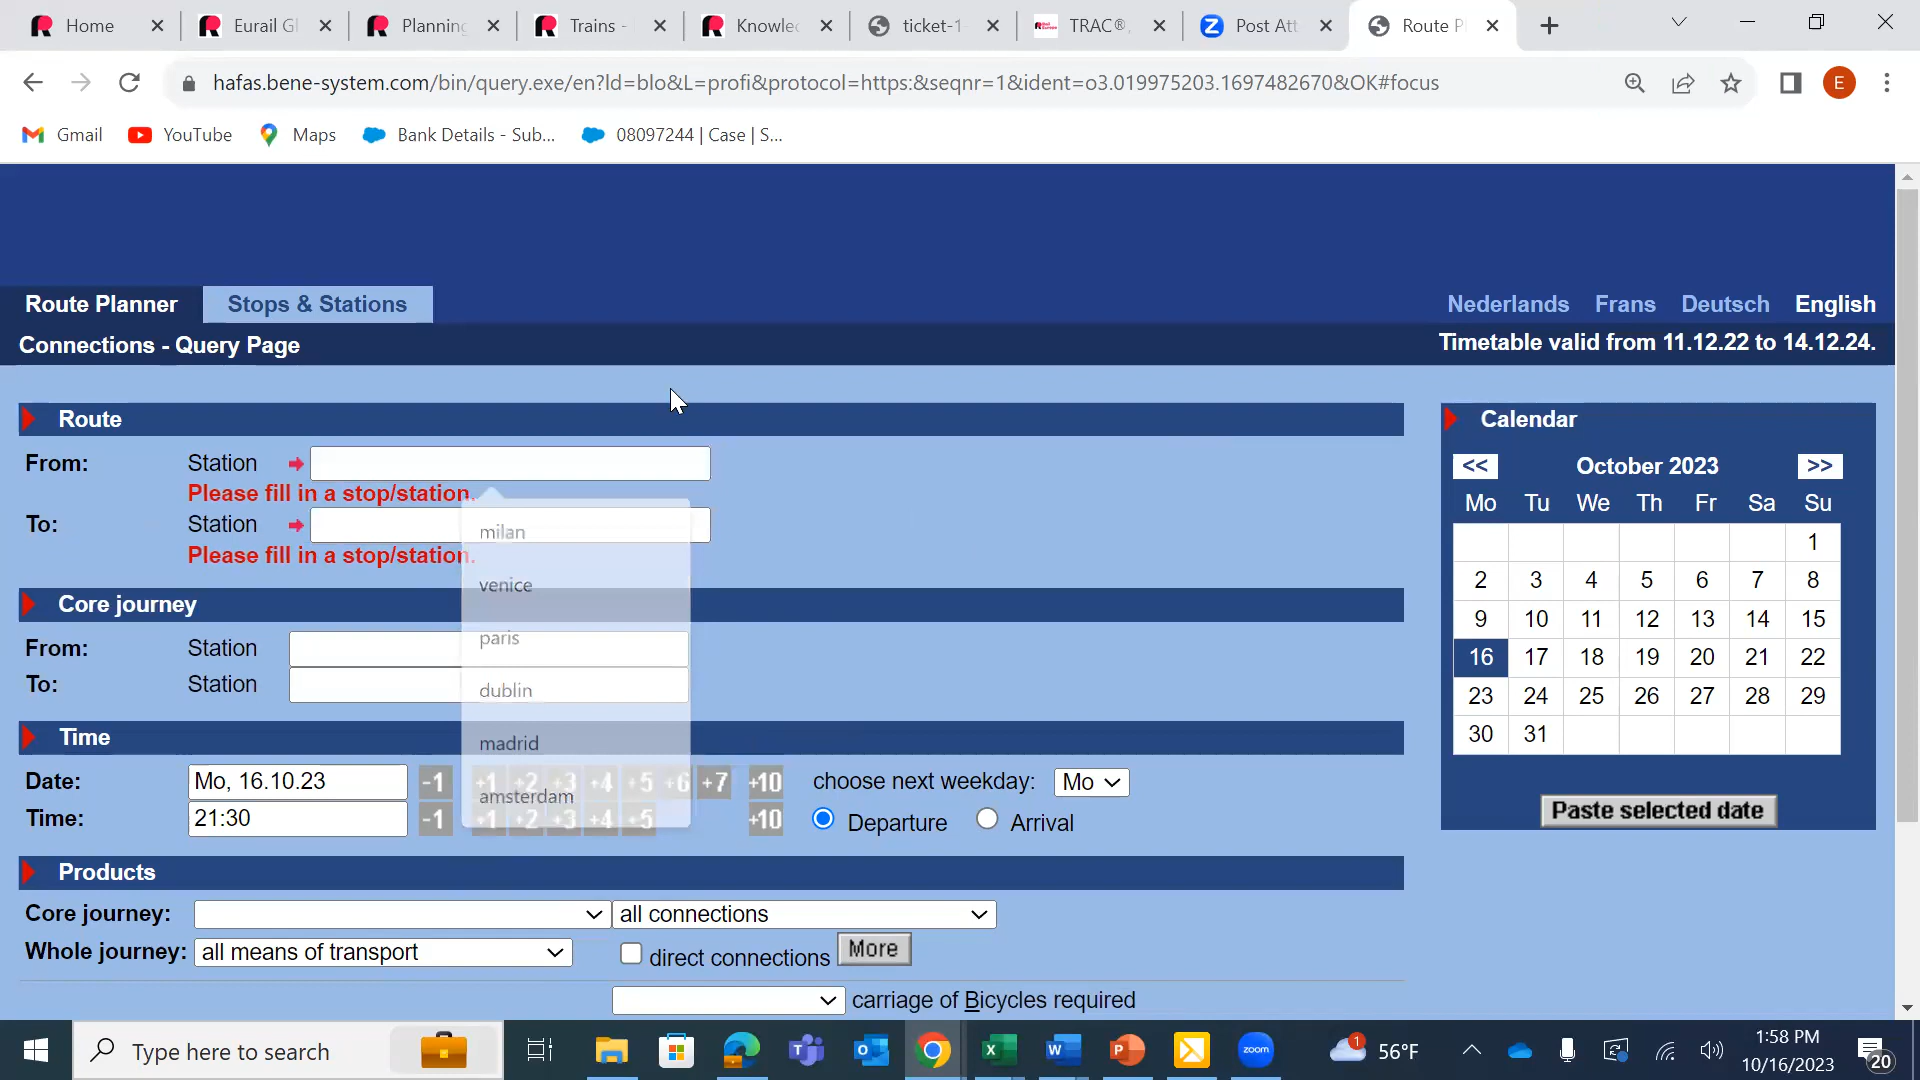 Home
Eurail Gl
Planning
Trains -
Knowlec
ticket-1
TRAC®,
Post Att
Route P
hafas.bene-system.com/bin/query.exe/en?ld=blo&L=profi&protocol=https:&seqnr=1&ident=o3.019975203.1697482670&OK#focus
E
Gmail
YouTube
Maps
Bank Details - Sub...
08097244 | Case | S...
Route Planner
Stops & Stations
Nederlands Frans Deutsch English
Connections - Query Page
Timetable valid from 11.12.22 to 14.12.24.
Route
From: Station
Please fill in a stop/station.
To: Station
Please fill in a stop/station.
milan
venice
paris
dublin
madrid
amsterdam
Core journey
From: Station
To: Station
Time
Date: Mo, 16.10.23 -1 +1 +2 +3 +4 +5 +6 +7 +10 choose next weekday: Mo
Time: 21:30 -1 +1 +2 +3 +4 +5 +10 Departure Arrival
Products
Core journey: all connections
Whole journey: all means of transport direct connections More
carriage of Bicycles required
Calendar
<< October 2023 >>
Mo Tu We Th Fr Sa Su
1
2 3 4 5 6 7 8
9 10 11 12 13 14 15
16 17 18 19 20 21 22
23 24 25 26 27 28 29
30 31
Paste selected date
Type here to search
zoom
1
56°F
1:58 PM
10/16/2023
20